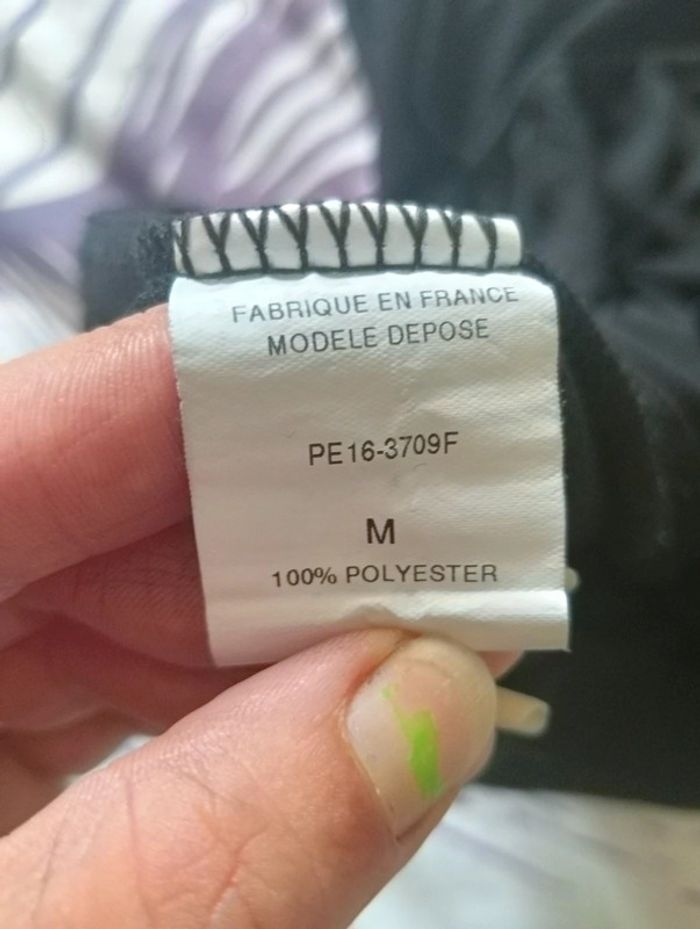 FABRIQUE EN FRANCE
MODELE DEPOSE
PE16-3709F
M
100% POLYESTER